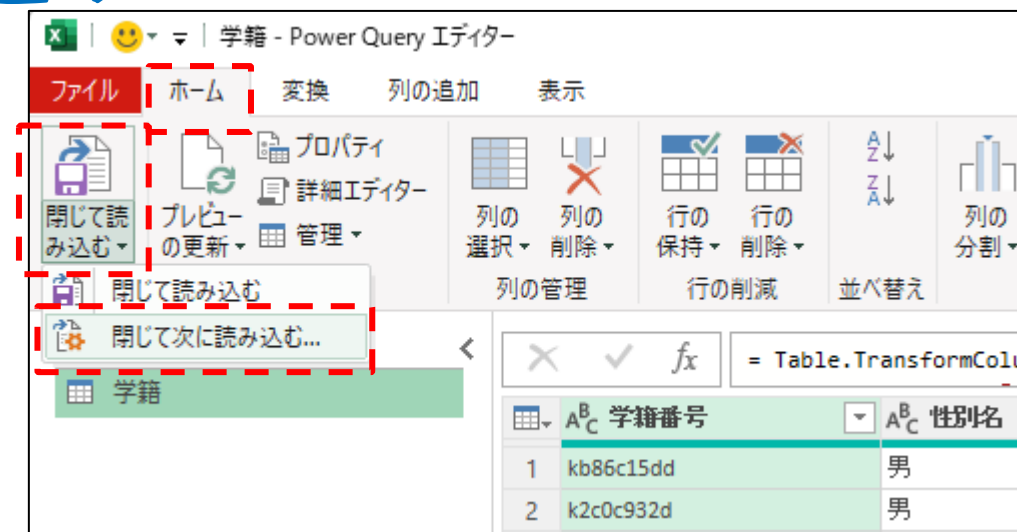 学籍 - Power Query エディター
ファイル ホーム 変換 列の追加 表示
閉じて読み込む
プレビューの更新
プロパティ
詳細エディター
管理
列の選択
列の削除
行の保持
行の削除
列の分割
列の管理 行の削減 並べ替え
閉じて読み込む
閉じて次に読み込む...
学籍
fx = Table.TransformColu
ABC 学籍番号 ABC 性別名
1 kb86c15dd 男
2 k2c0c932d 男